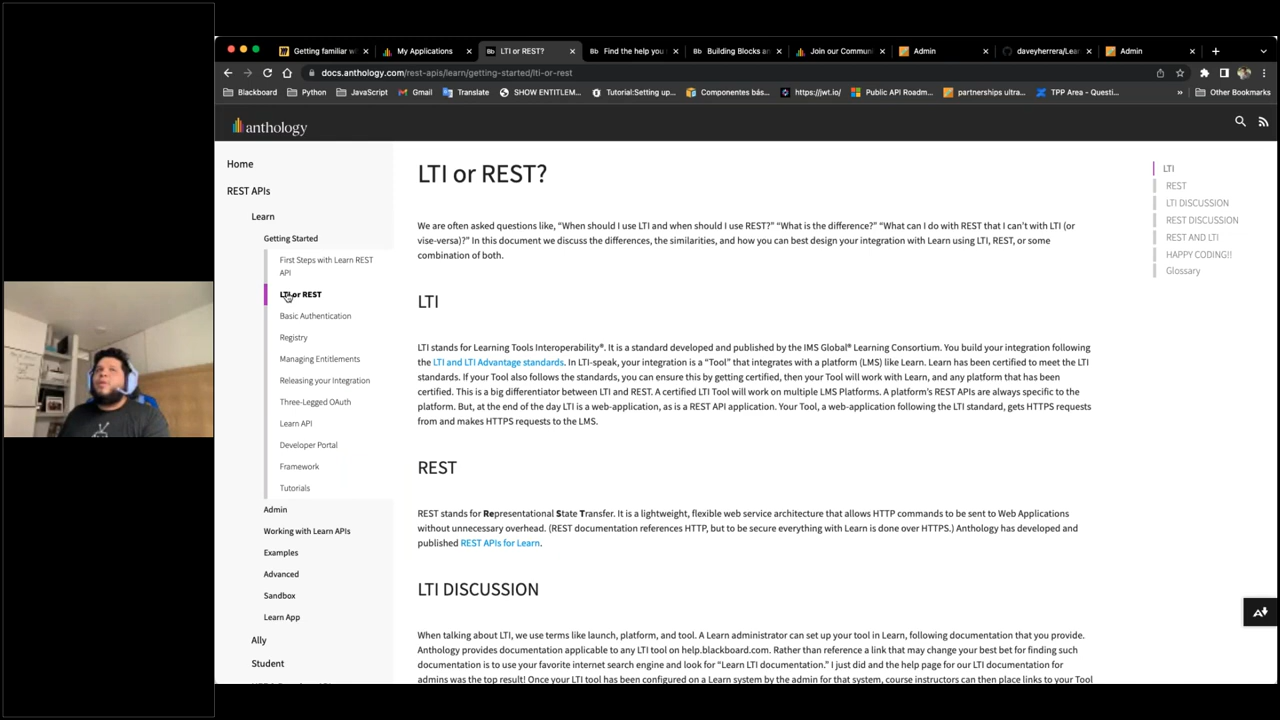 Getting familiar w
My Applications
LTI or REST?
Find the help you
Building Blocks an
Join our Commun
Admin
daveyherrera/Lear
Admin
docs.anthology.com/rest-apis/learn/getting-started/lti-or-rest
Blackboard
Python
JavaScript
Gmail
Translate
SHOW ENTITLEM...
Tutorial:Setting up...
Componentes bás...
https://jwt.io/
Public API Roadm...
partnerships ultra...
TPP Area - Questi...
Other Bookmarks
anthology
Home
REST APIs
Learn
Getting Started
First Steps with Learn REST
API
LTI or REST
Basic Authentication
Registry
Managing Entitlements
Releasing your Integration
Three-Legged OAuth
Learn API
Developer Portal
Framework
Tutorials
Admin
Working with Learn APIs
Examples
Advanced
Sandbox
Learn App
Ally
Student
LTI or REST?
We are often asked questions like, “When should I use LTI and when should I use REST?” “What is the difference?” “What can I do with REST that I can’t with LTI (or
vise-versa)?” In this document we discuss the differences, the similarities, and how you can best design your integration with Learn using LTI, REST, or some
combination of both.
LTI
LTI stands for Learning Tools Interoperability®. It is a standard developed and published by the IMS Global® Learning Consortium. You build your integration following
the LTI and LTI Advantage standards. In LTI-speak, your integration is a “Tool” that integrates with a platform (LMS) like Learn. Learn has been certified to meet the LTI
standards. If your Tool also follows the standards, you can ensure this by getting certified, then your Tool will work with Learn, and any platform that has been
certified. This is a big differentiator between LTI and REST. A certified LTI Tool will work on multiple LMS Platforms. A platform’s REST APIs are always specific to the
platform. But, at the end of the day LTI is a web-application, as is a REST API application. Your Tool, a web-application following the LTI standard, gets HTTPS requests
from and makes HTTPS requests to the LMS.
REST
REST stands for Representational State Transfer. It is a lightweight, flexible web service architecture that allows HTTP commands to be sent to Web Applications
without unnecessary overhead. (REST documentation references HTTP, but to be secure everything with Learn is done over HTTPS.) Anthology has developed and
published REST APIs for Learn.
LTI DISCUSSION
When talking about LTI, we use terms like launch, platform, and tool. A Learn administrator can set up your tool in Learn, following documentation that you provide.
Anthology provides documentation applicable to any LTI tool on help.blackboard.com. Rather than reference a link that may change your best bet for finding such
documentation is to use your favorite internet search engine and look for “Learn LTI documentation.” I just did and the help page for our LTI documentation for
admins was the top result! Once your LTI tool has been configured on a Learn system by the admin for that system, course instructors can then place links to your Tool
LTI
REST
LTI DISCUSSION
REST DISCUSSION
REST AND LTI
HAPPY CODING!!
Glossary